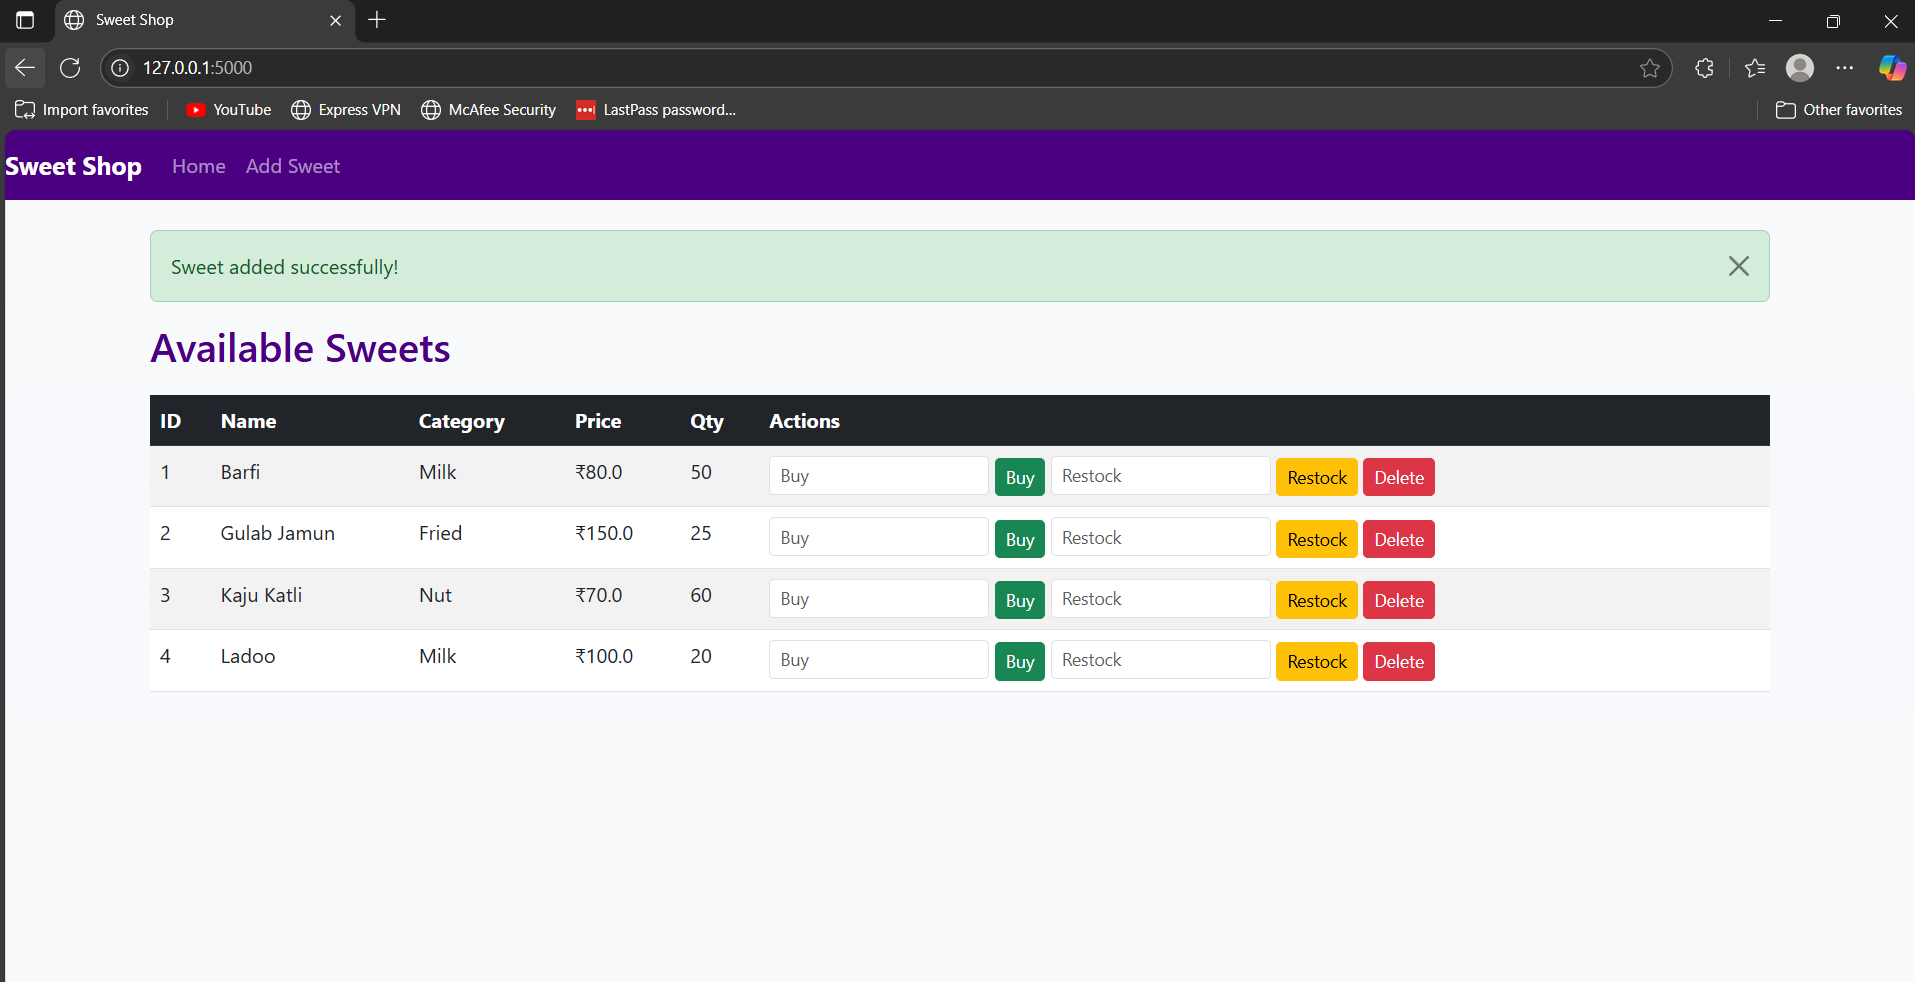 Sweet Shop
127.0.0.1:5000
Import favorites YouTube Express VPN McAfee Security LastPass password... Other favorites
Sweet Shop Home Add Sweet
Sweet added successfully!
Available Sweets
ID Name Category Price Qty Actions
1 Barfi Milk ₹80.0 50 Buy Buy Restock Restock Delete
2 Gulab Jamun Fried ₹150.0 25 Buy Buy Restock Restock Delete
3 Kaju Katli Nut ₹70.0 60 Buy Buy Restock Restock Delete
4 Ladoo Milk ₹100.0 20 Buy Buy Restock Restock Delete